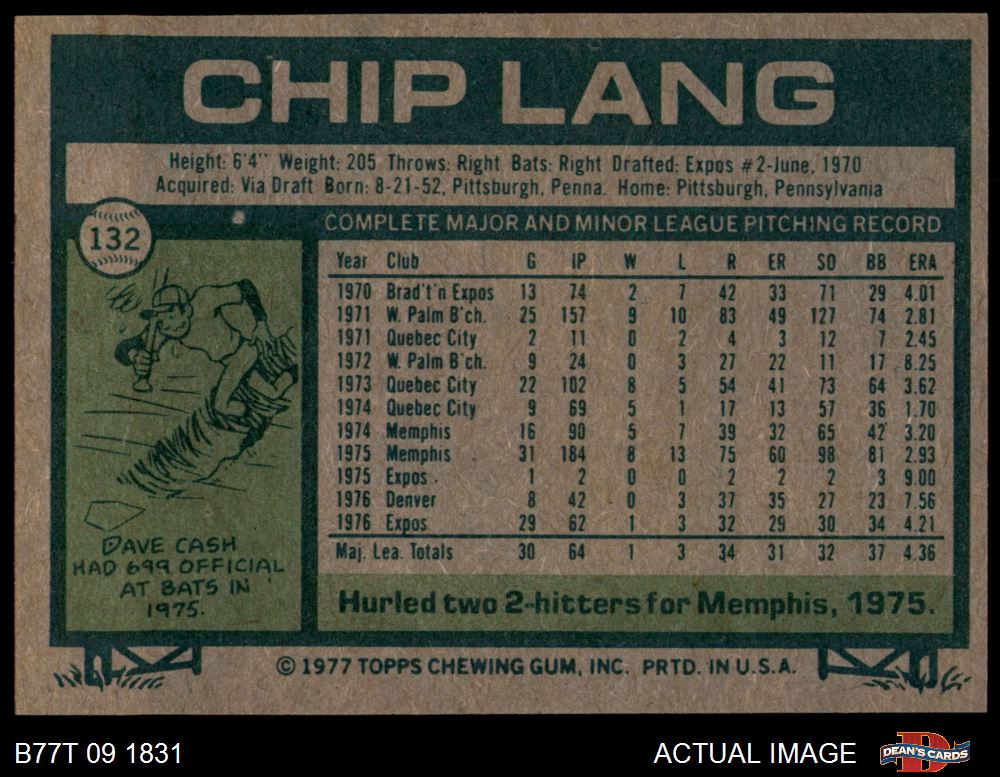 CHIP LANG
Height: 6'4" Weight: 205 Throws: Right Bats: Right Drafted: Expos #2-June, 1970
Acquired: Via Draft Born: 8-21-52, Pittsburgh, Penna. Home: Pittsburgh, Pennsylvania
132
COMPLETE MAJOR AND MINOR LEAGUE PITCHING RECORD
Year Club G IP W L R ER SO BB ERA
1970 Brad't'n Expos 13 74 2 7 42 33 71 29 4.01
1971 W. Palm B'ch. 25 157 9 10 83 49 127 74 2.81
1971 Quebec City 2 11 0 2 4 3 12 7 2.45
1972 W. Palm B'ch. 9 24 0 3 27 22 11 17 8.25
1973 Quebec City 22 102 8 5 54 41 73 64 3.62
1974 Quebec City 9 69 5 1 17 13 57 36 1.70
1974 Memphis 16 90 5 7 39 32 65 42 3.20
1975 Memphis 31 184 8 13 75 60 98 81 2.93
1975 Expos 1 2 0 0 2 2 2 3 9.00
1976 Denver 8 42 0 3 37 35 27 23 7.56
1976 Expos 29 62 1 3 32 29 30 34 4.21
Maj. Lea. Totals 30 64 1 3 34 31 32 37 4.36
Hurled two 2-hitters for Memphis, 1975.
DAVE CASH
HAD 699 OFFICIAL
AT BATS IN
1975.
© 1977 TOPPS CHEWING GUM, INC. PRTD. IN U.S.A.
B77T 09 1831
ACTUAL IMAGE
DEAN'S CARDS